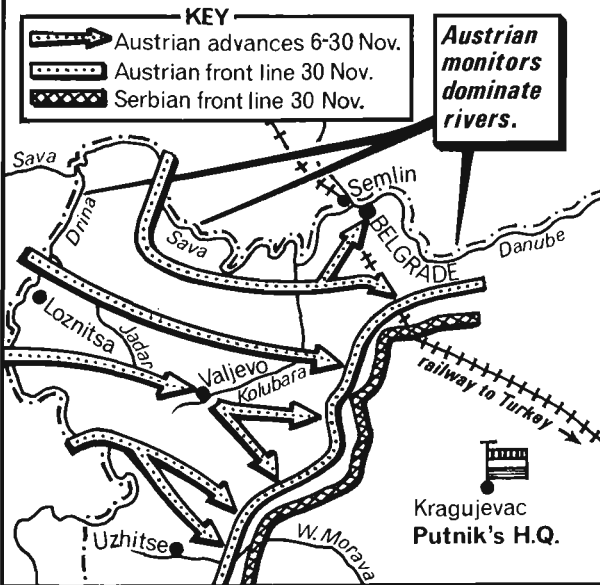 KEY
Austrian advances 6-30 Nov.
Austrian front line 30 Nov.
Serbian front line 30 Nov.
Austrian
monitors
dominate
rivers.
Sava
Semlin
Drina
BELGRADE
Sava
Danube
Loznitsa
Jadar
Valjevo
Kolubara
railway to Turkey
Kragujevac
Putnik's H.Q.
Uzhitse
W. Morava